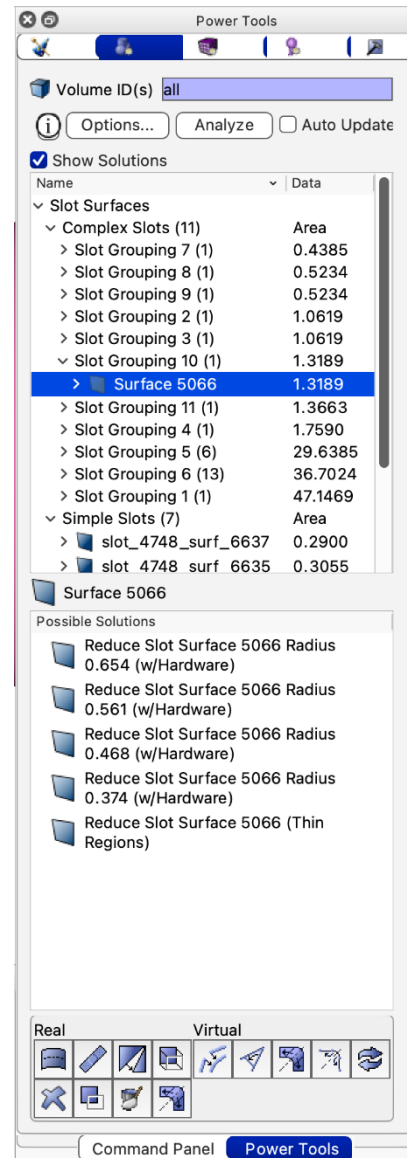 Power Tools
Volume ID(s) all
i Options... Analyze Auto Update
Show Solutions
Name Data
Slot Surfaces
Complex Slots (11) Area
Slot Grouping 7 (1) 0.4385
Slot Grouping 8 (1) 0.5234
Slot Grouping 9 (1) 0.5234
Slot Grouping 2 (1) 1.0619
Slot Grouping 3 (1) 1.0619
Slot Grouping 10 (1) 1.3189
Surface 5066 1.3189
Slot Grouping 11 (1) 1.3663
Slot Grouping 4 (1) 1.7590
Slot Grouping 5 (6) 29.6385
Slot Grouping 6 (13) 36.7024
Slot Grouping 1 (1) 47.1469
Simple Slots (7) Area
slot_4748_surf_6637 0.2900
slot_4748_surf_6635 0.3055
Surface 5066
Possible Solutions
Reduce Slot Surface 5066 Radius
0.654 (w/Hardware)
Reduce Slot Surface 5066 Radius
0.561 (w/Hardware)
Reduce Slot Surface 5066 Radius
0.468 (w/Hardware)
Reduce Slot Surface 5066 Radius
0.374 (w/Hardware)
Reduce Slot Surface 5066 (Thin
Regions)
Real Virtual
Command Panel Power Tools